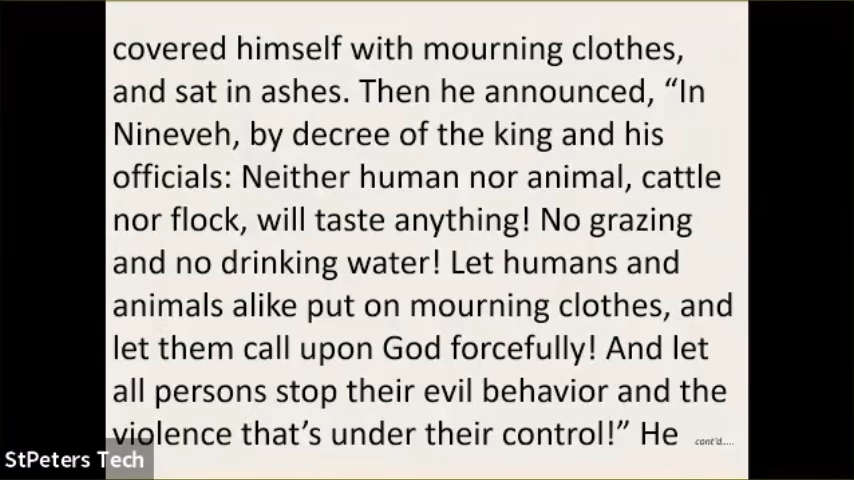 covered himself with mourning clothes,
and sat in ashes. Then he announced, “In
Nineveh, by decree of the king and his
officials: Neither human nor animal, cattle
nor flock, will taste anything! No grazing
and no drinking water! Let humans and
animals alike put on mourning clothes, and
let them call upon God forcefully! And let
all persons stop their evil behavior and the
violence that’s under their control!” He cont’d.....
StPeters Tech